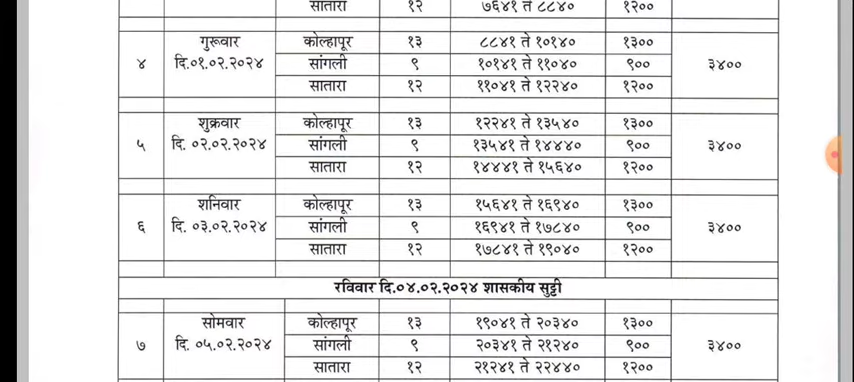 सातारा १२ ७६४१ ते ८८४० १२००
गुरूवार कोल्हापूर १३ ८८४१ ते १०१४० १३००
४ दि.०१.०२.२०२४ सांगली ९ १०१४१ ते ११०४० ९०० ३४००
सातारा १२ ११०४१ ते १२२४० १२००
शुक्रवार कोल्हापूर १३ १२२४१ ते १३५४० १३००
५ दि. ०२.०२.२०२४ सांगली ९ १३५४१ ते १४४४० ९०० ३४००
सातारा १२ १४४४१ ते १५६४० १२००
शनिवार कोल्हापूर १३ १५६४१ ते १६९४० १३००
६ दि. ०३.०२.२०२४ सांगली ९ १६९४१ ते १७८४० ९०० ३४००
सातारा १२ १७८४१ ते १९०४० १२००
रविवार दि.०४.०२.२०२४ शासकीय सुट्टी
सोमवार कोल्हापूर १३ १९०४१ ते २०३४० १३००
७ दि. ०५.०२.२०२४ सांगली ९ २०३४१ ते २१२४० ९०० ३४००
सातारा १२ २१२४१ ते २२४४० १२००